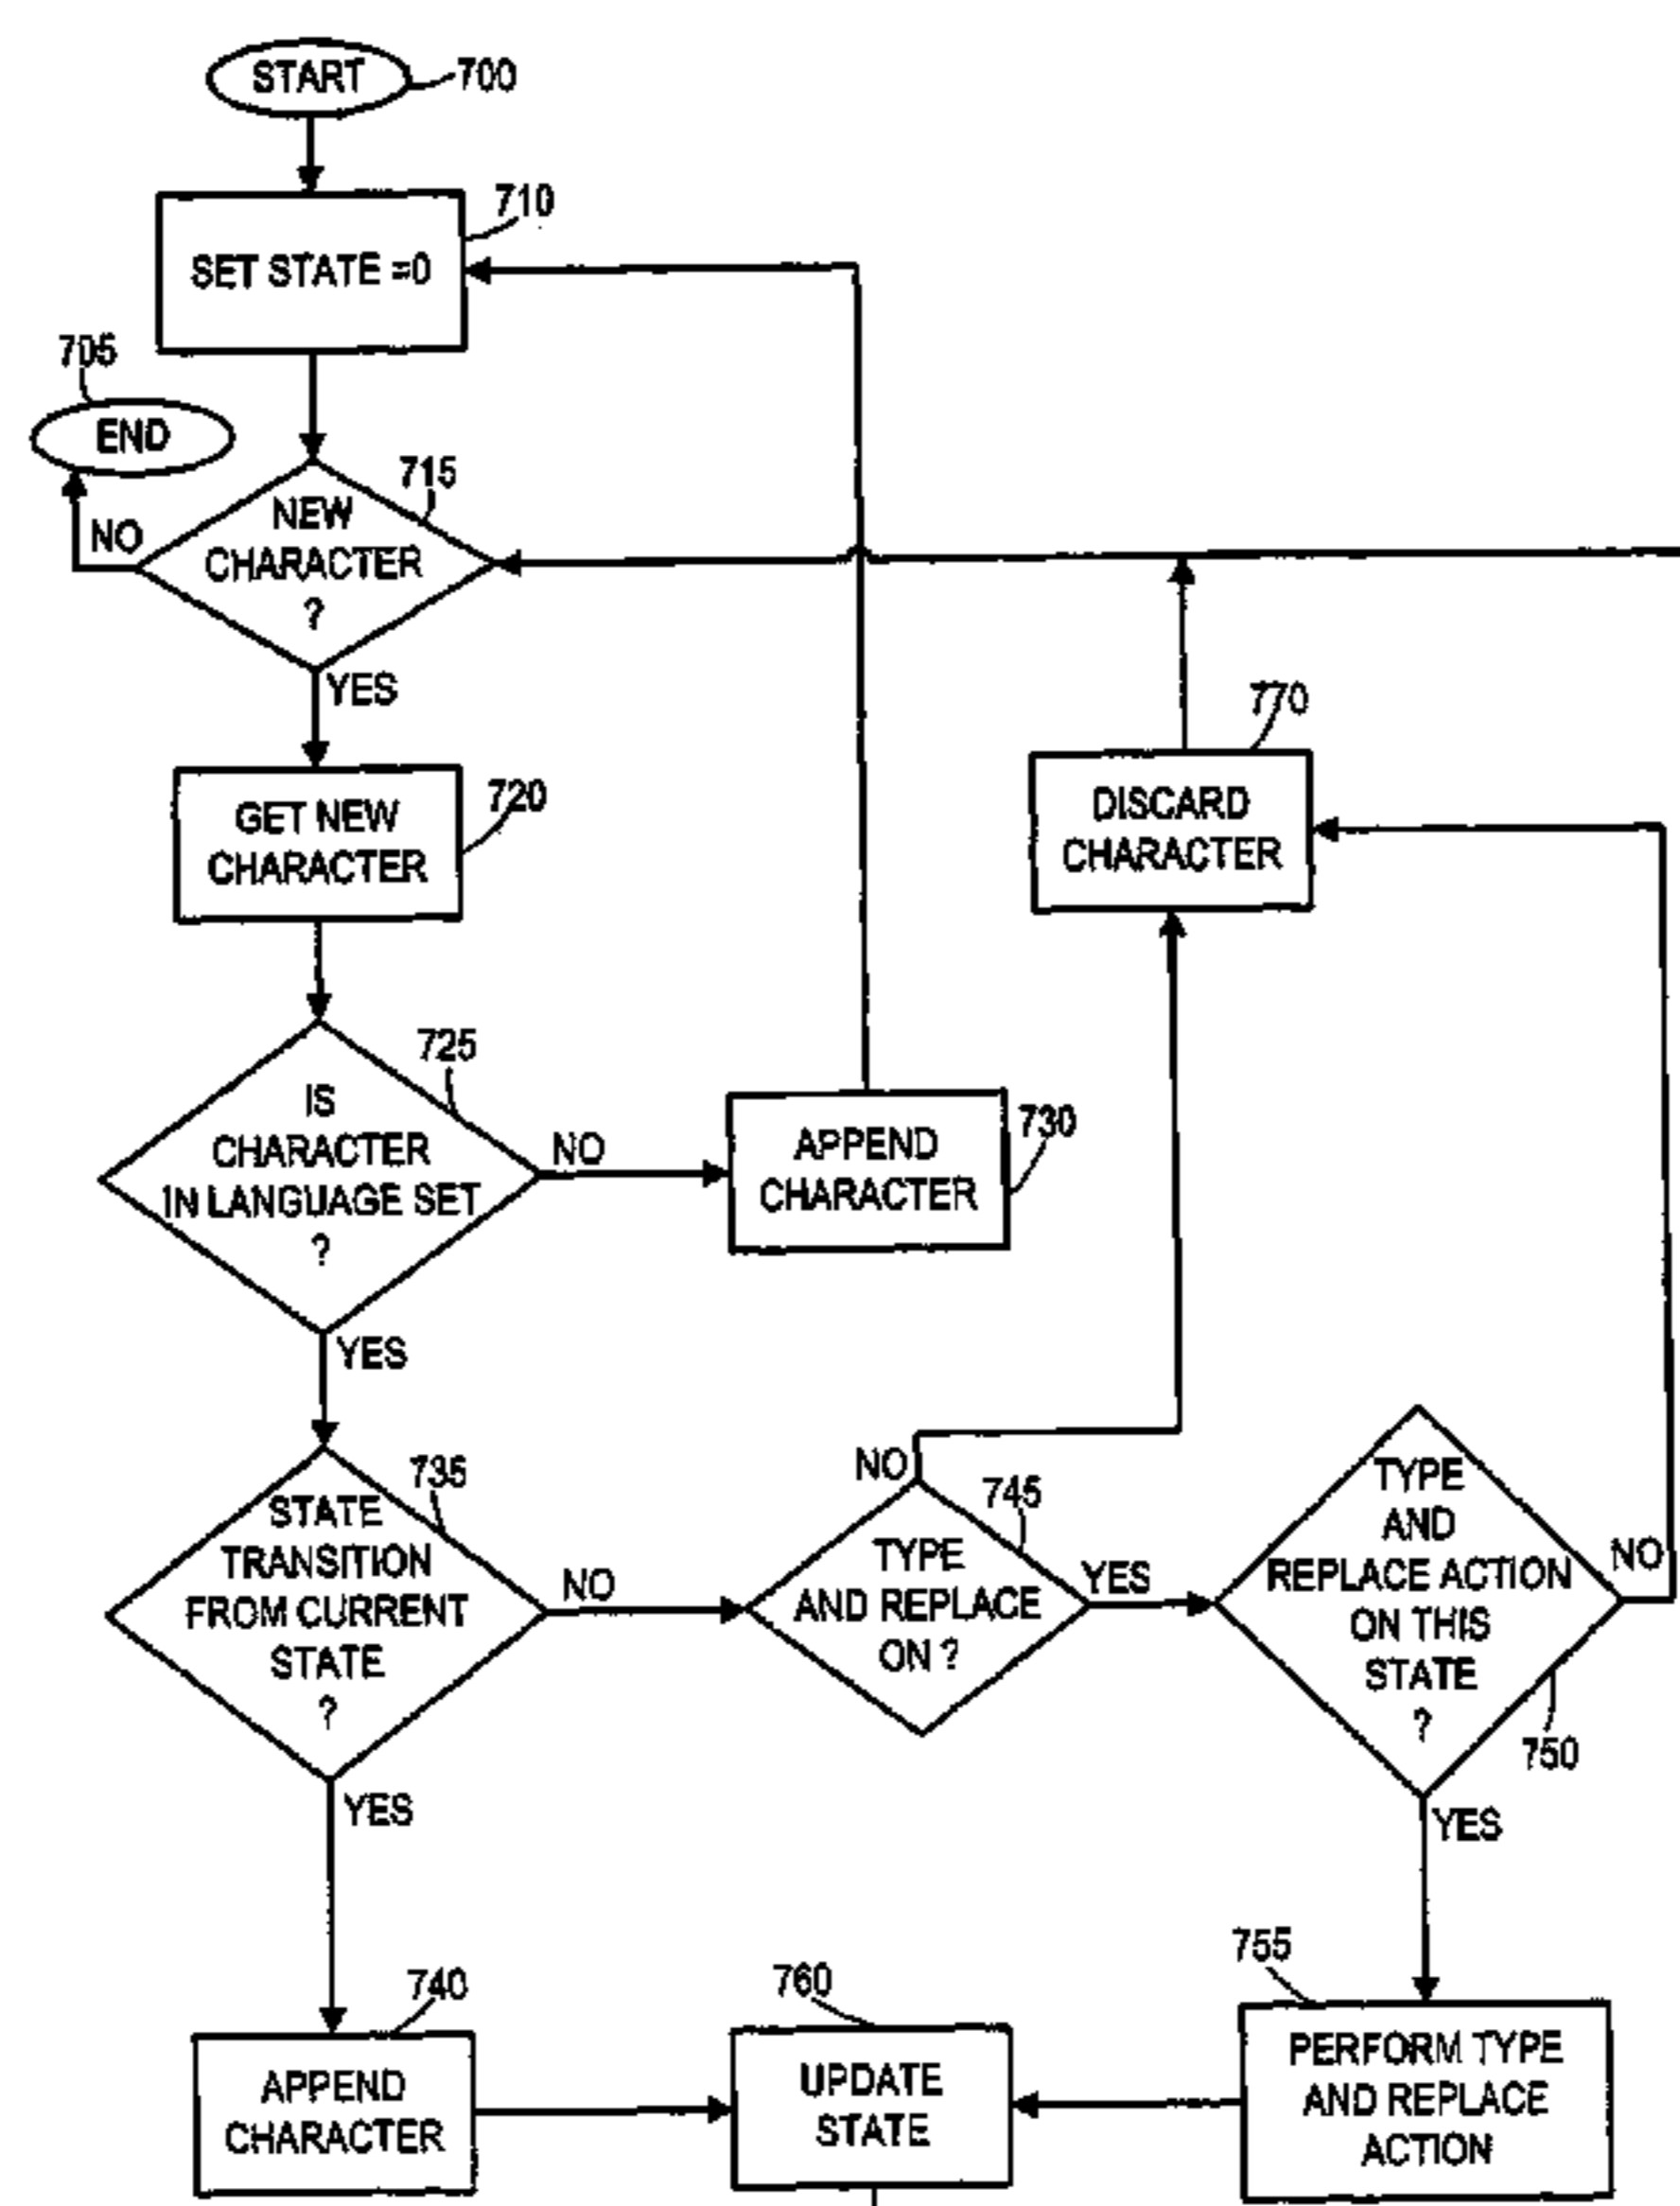 START
700
710
SET STATE =0
705
END
715
NEW
CHARACTER
?
NO
YES
720
GET NEW
CHARACTER
770
DISCARD
CHARACTER
725
IS
CHARACTER
IN LANGUAGE SET
?
NO
YES
730
APPEND
CHARACTER
735
STATE
TRANSITION
FROM CURRENT
STATE
?
NO
YES
745
TYPE
AND REPLACE
ON ?
NO
YES
TYPE
AND
REPLACE ACTION
ON THIS
STATE
?
NO
750
YES
740
APPEND
CHARACTER
760
UPDATE
STATE
755
PERFORM TYPE
AND REPLACE
ACTION